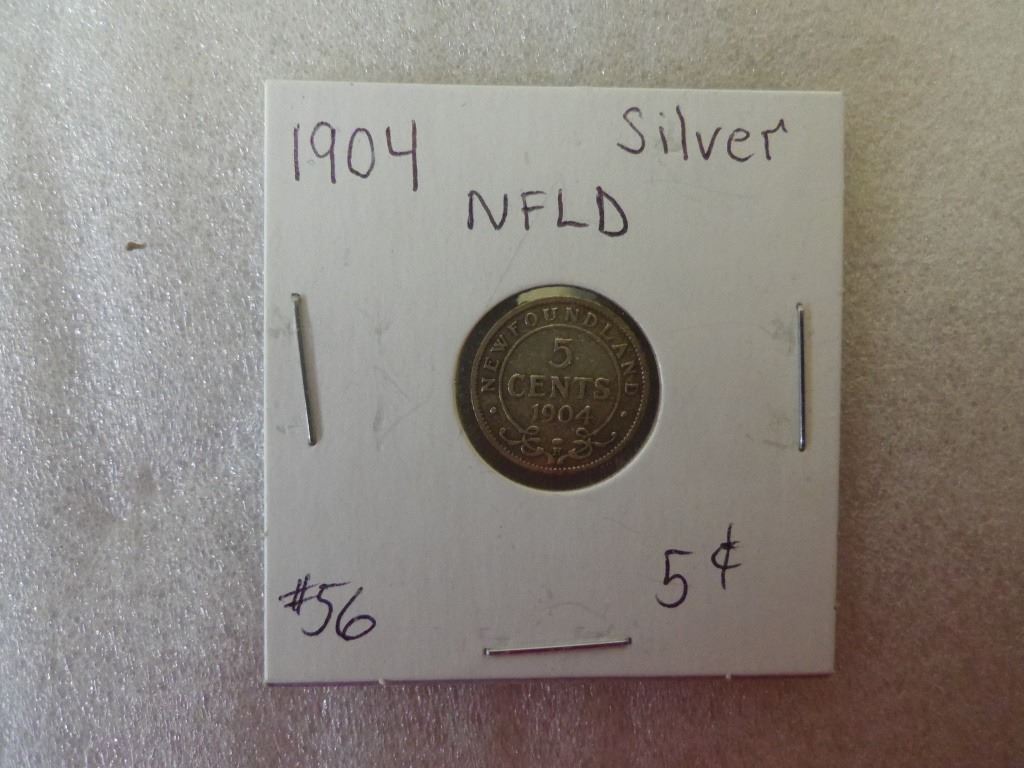 1904 Silver
NFLD
NEWFOUNDLAND
5
CENTS
1904
#56 5¢